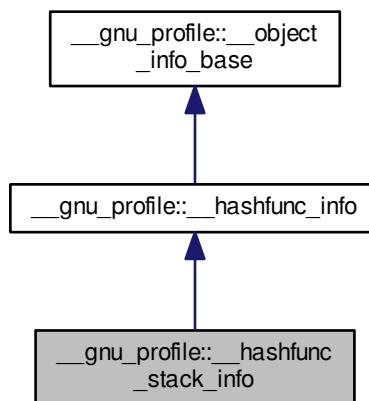 __gnu_profile::__object
_info_base
__gnu_profile::__hashfunc_info
__gnu_profile::__hashfunc
_stack_info